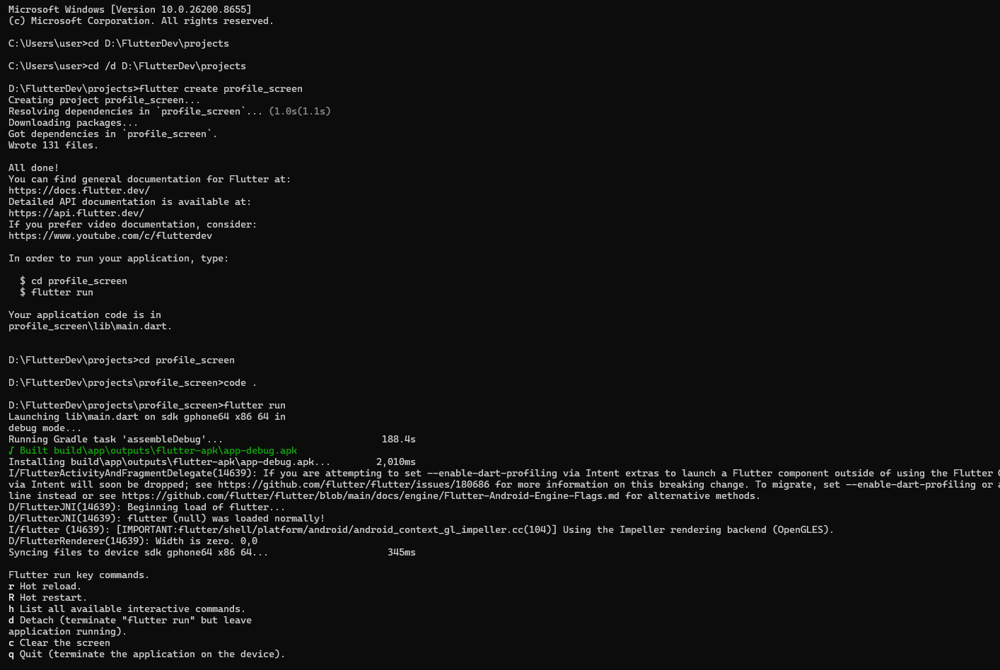 Microsoft Windows [Version 10.0.26200.8655]
(c) Microsoft Corporation. All rights reserved.
C:\Users\user>cd D:\FlutterDev\projects
C:\Users\user>cd /d D:\FlutterDev\projects
D:\FlutterDev\projects>flutter create profile_screen
Creating project profile_screen...
Resolving dependencies in `profile_screen`... (1.0s(1.1s)
Downloading packages...
Got dependencies in `profile_screen`.
Wrote 131 files.
All done!
You can find general documentation for Flutter at:
https://docs.flutter.dev/
Detailed API documentation is available at:
https://api.flutter.dev/
If you prefer video documentation, consider:
https://www.youtube.com/c/flutterdev
In order to run your application, type:
$ cd profile_screen
$ flutter run
Your application code is in
profile_screen\lib\main.dart.
D:\FlutterDev\projects>cd profile_screen
D:\FlutterDev\projects\profile_screen>code .
D:\FlutterDev\projects\profile_screen>flutter run
Launching lib\main.dart on sdk gphone64 x86 64 in
debug mode...
Running Gradle task 'assembleDebug'... 188.4s
√ Built build\app\outputs\flutter-apk\app-debug.apk
Installing build\app\outputs\flutter-apk\app-debug.apk... 2,010ms
I/FlutterActivityAndFragmentDelegate(14639): If you are attempting to set --enable-dart-profiling via Intent extras to launch a Flutter component outside of using the Flutter
via Intent will soon be dropped; see https://github.com/flutter/flutter/issues/180686 for more information on this breaking change. To migrate, set --enable-dart-profiling or
line instead or see https://github.com/flutter/flutter/blob/main/docs/engine/Flutter-Android-Engine-Flags.md for alternative methods.
D/FlutterJNI(14639): Beginning load of flutter...
D/FlutterJNI(14639): flutter (null) was loaded normally!
I/flutter (14639): [IMPORTANT:flutter/shell/platform/android/android_context_gl_impeller.cc(104)] Using the Impeller rendering backend (OpenGLES).
D/FlutterRenderer(14639): Width is zero. 0,0
Syncing files to device sdk gphone64 x86 64... 345ms
Flutter run key commands.
r Hot reload.
R Hot restart.
h List all available interactive commands.
d Detach (terminate "flutter run" but leave
application running).
c Clear the screen
q Quit (terminate the application on the device).